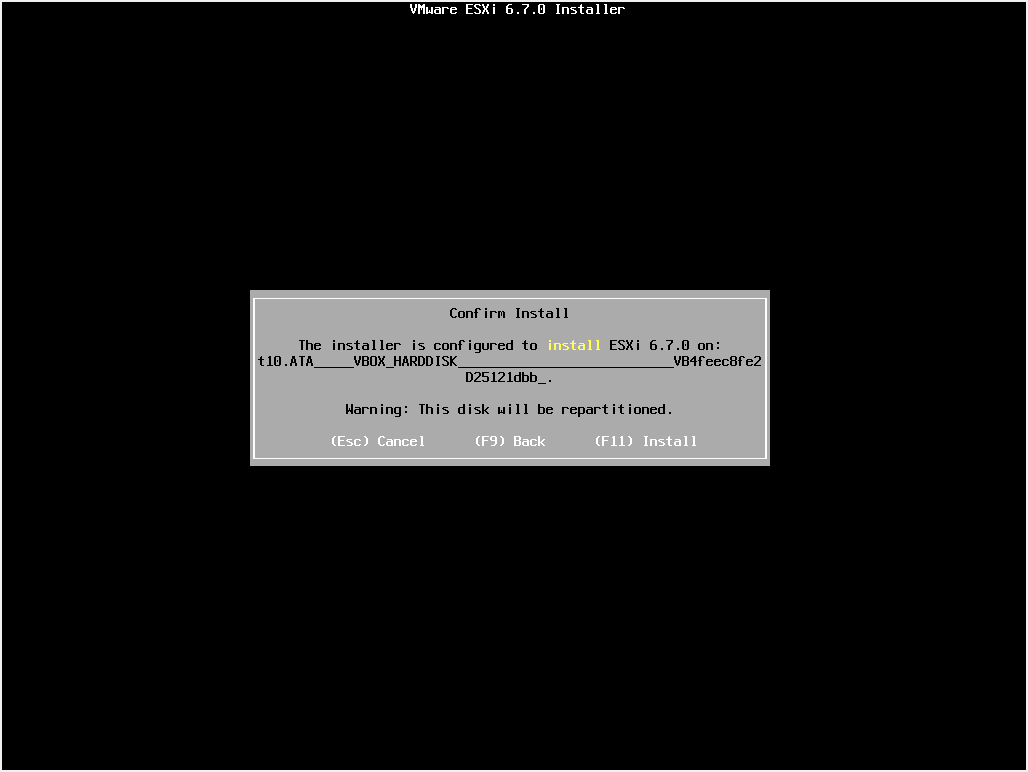 VMware ESXi 6.7.0 Installer
Confirm Install
The installer is configured to install ESXi 6.7.0 on:
t10.ATA_____VBOX_HARDDISK___________________________VB4feec8fe2
D25121dbb_.
Warning: This disk will be repartitioned.
(Esc) Cancel (F9) Back (F11) Install